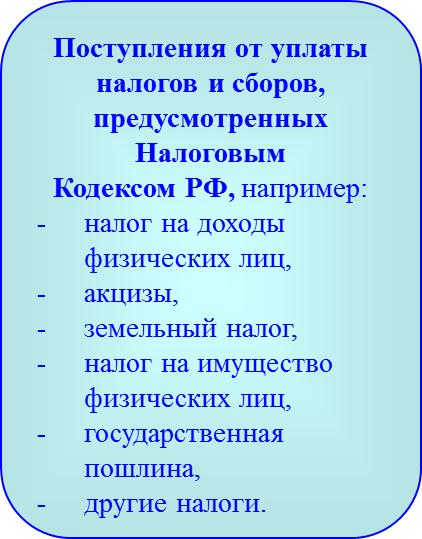 Поступления от уплаты
налогов и сборов,
предусмотренных
Налоговым
Кодексом РФ, например:
- налог на доходы
физических лиц,
- акцизы,
- земельный налог,
- налог на имущество
физических лиц,
- государственная
пошлина,
- другие налоги.